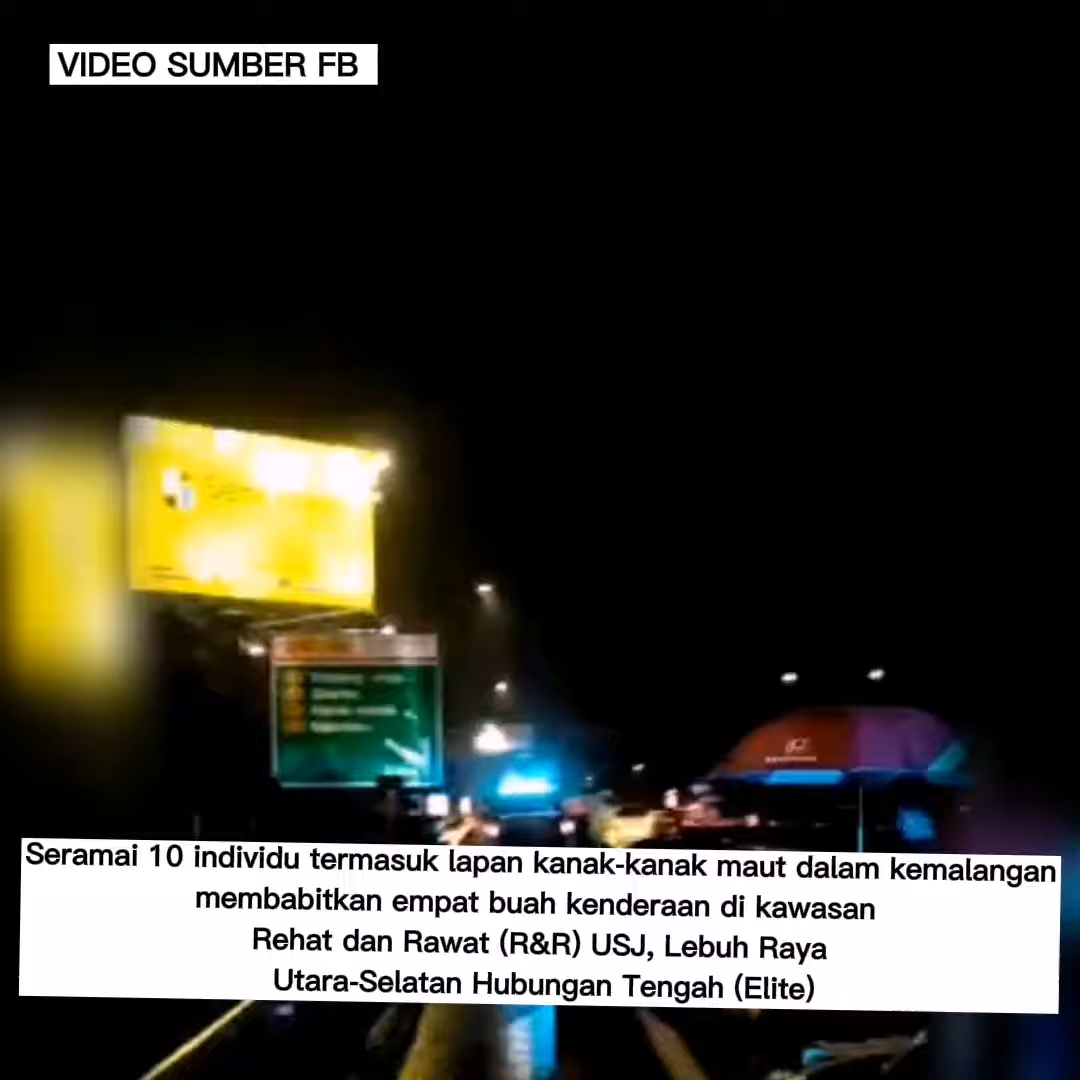 VIDEO SUMBER FB
Seramai 10 individu termasuk lapan kanak-kanak maut dalam kemalangan
membabitkan empat buah kenderaan di kawasan
Rehat dan Rawat (R&R) USJ, Lebuh Raya
Utara-Selatan Hubungan Tengah (Elite)